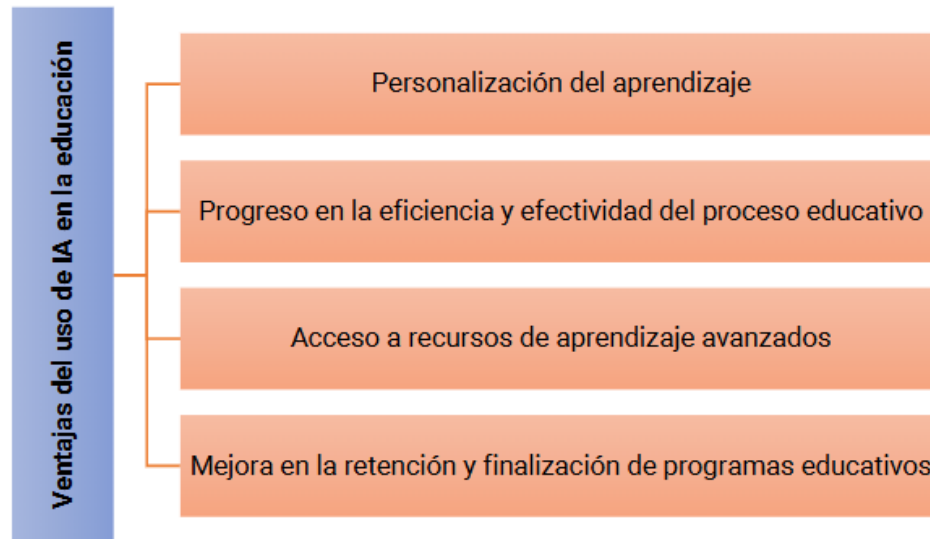 Ventajas del uso de IA en la educación
Personalización del aprendizaje
Progreso en la eficiencia y efectividad del proceso educativo
Acceso a recursos de aprendizaje avanzados
Mejora en la retención y finalización de programas educativos